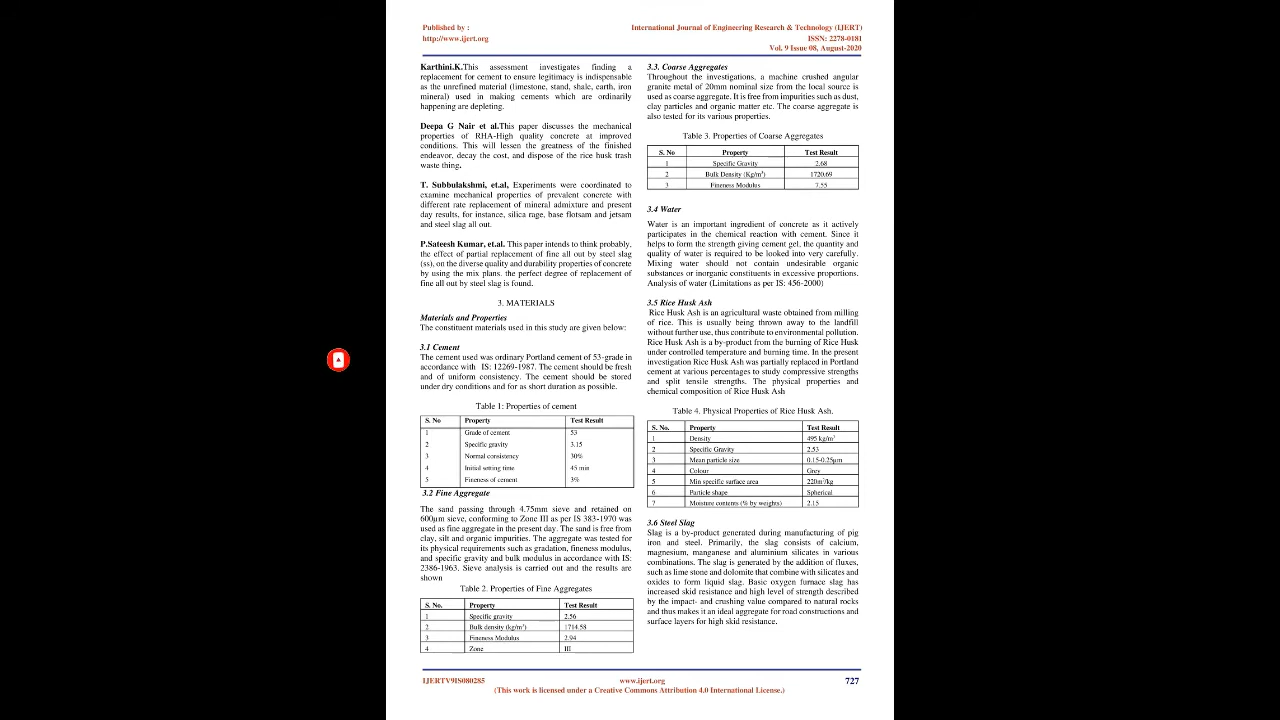 Published by :
http://www.ijert.org
International Journal of Engineering Research & Technology (IJERT)
ISSN: 2278-0181
Vol. 9 Issue 08, August-2020
Karthini.K.This assessment investigates finding a
replacement for cement to ensure legitimacy is indispensable
as the unrefined material (limestone, stand, shale, earth, iron
mineral) used in making cements which are ordinarily
happening are depleting.
Deepa G Nair et al.This paper discusses the mechanical
properties of RHA-High quality concrete at improved
conditions. This will lessen the greatness of the finished
endeavor, decay the cost, and dispose of the rice husk trash
waste thing.
T. Subbulakshmi, et.al, Experiments were coordinated to
examine mechanical properties of prevalent concrete with
different rate replacement of mineral admixture and present
day results, for instance, silica rage, base flotsam and jetsam
and steel slag all out.
P.Sateesh Kumar, et.al. This paper intends to think probably,
the effect of partial replacement of fine all out by steel slag
(ss), on the diverse quality and durability properties of concrete
by using the mix plans. the perfect degree of replacement of
fine all out by steel slag is found.
3. MATERIALS
Materials and Properties
The constituent materials used in this study are given below:
3.1 Cement
The cement used was ordinary Portland cement of 53-grade in
accordance with IS: 12269-1987. The cement should be fresh
and of uniform consistency. The cement should be stored
under dry conditions and for as short duration as possible.
Table 1: Properties of cement
S. No Property Test Result
1 Grade of cement 53
2 Specific gravity 3.15
3 Normal consistency 30%
4 Initial setting time 45 min
5 Fineness of cement 3%
3.2 Fine Aggregate
The sand passing through 4.75mm sieve and retained on
600µm sieve, conforming to Zone III as per IS 383-1970 was
used as fine aggregate in the present day. The sand is free from
clay, silt and organic impurities. The aggregate was tested for
its physical requirements such as gradation, fineness modulus,
and specific gravity and bulk modulus in accordance with IS:
2386-1963. Sieve analysis is carried out and the results are
shown
Table 2. Properties of Fine Aggregates
S. No. Property Test Result
1 Specific gravity 2.56
2 Bulk density (kg/m³) 1714.58
3 Fineness Modulus 2.94
4 Zone III
3.3. Coarse Aggregates
Throughout the investigations, a machine crushed angular
granite metal of 20mm nominal size from the local source is
used as coarse aggregate. It is free from impurities such as dust,
clay particles and organic matter etc. The coarse aggregate is
also tested for its various properties.
Table 3. Properties of Coarse Aggregates
S. No Property Test Result
1 Specific Gravity 2.68
2 Bulk Density (Kg/m³) 1720.69
3 Fineness Modulus 7.55
3.4 Water
Water is an important ingredient of concrete as it actively
participates in the chemical reaction with cement. Since it
helps to form the strength giving cement gel, the quantity and
quality of water is required to be looked into very carefully.
Mixing water should not contain undesirable organic
substances or inorganic constituents in excessive proportions.
Analysis of water (Limitations as per IS: 456-2000)
3.5 Rice Husk Ash
Rice Husk Ash is an agricultural waste obtained from milling
of rice. This is usually being thrown away to the landfill
without further use, thus contribute to environmental pollution.
Rice Husk Ash is a by-product from the burning of Rice Husk
under controlled temperature and burning time. In the present
investigation Rice Husk Ash was partially replaced in Portland
cement at various percentages to study compressive strengths
and split tensile strengths. The physical properties and
chemical composition of Rice Husk Ash
Table 4. Physical Properties of Rice Husk Ash.
S. No. Property Test Result
1 Density 495 kg/m³
2 Specific Gravity 2.53
3 Mean particle size 0.15-0.25µm
4 Colour Grey
5 Min specific surface area 220m²/kg
6 Particle shape Spherical
7 Moisture contents (% by weights) 2.15
3.6 Steel Slag
Slag is a by-product generated during manufacturing of pig
iron and steel. Primarily, the slag consists of calcium,
magnesium, manganese and aluminium silicates in various
combinations. The slag is generated by the addition of fluxes,
such as lime stone and dolomite that combine with silicates and
oxides to form liquid slag. Basic oxygen furnace slag has
increased skid resistance and high level of strength described
by the impact- and crushing value compared to natural rocks
and thus makes it an ideal aggregate for road constructions and
surface layers for high skid resistance.
IJERTV9IS080285
www.ijert.org
727
(This work is licensed under a Creative Commons Attribution 4.0 International License.)